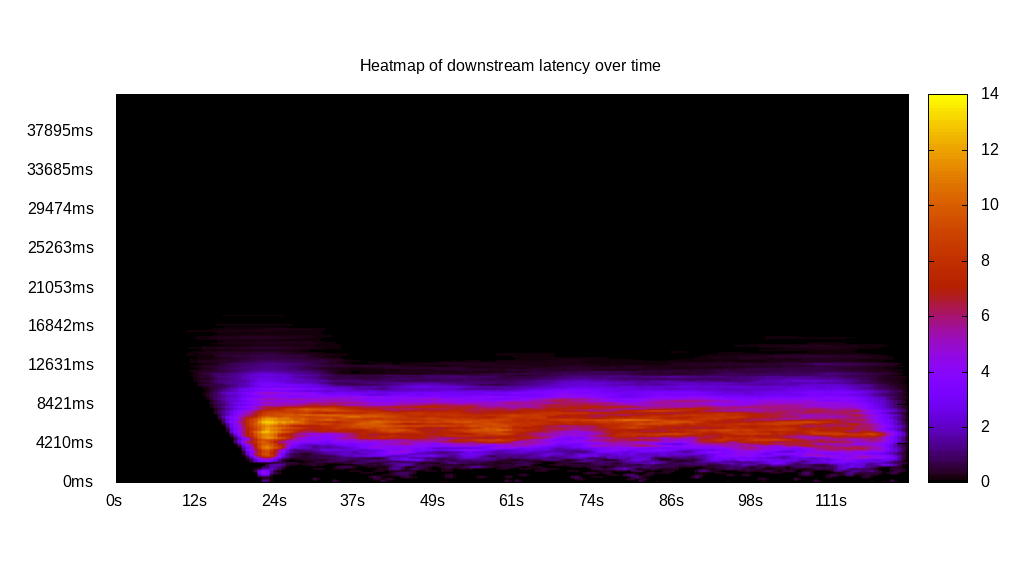 Heatmap of downstream latency over time
37895ms
33685ms
29474ms
25263ms
21053ms
16842ms
12631ms
8421ms
4210ms
0ms
0s 12s 24s 37s 49s 61s 74s 86s 98s 111s
14
12
10
8
6
4
2
0